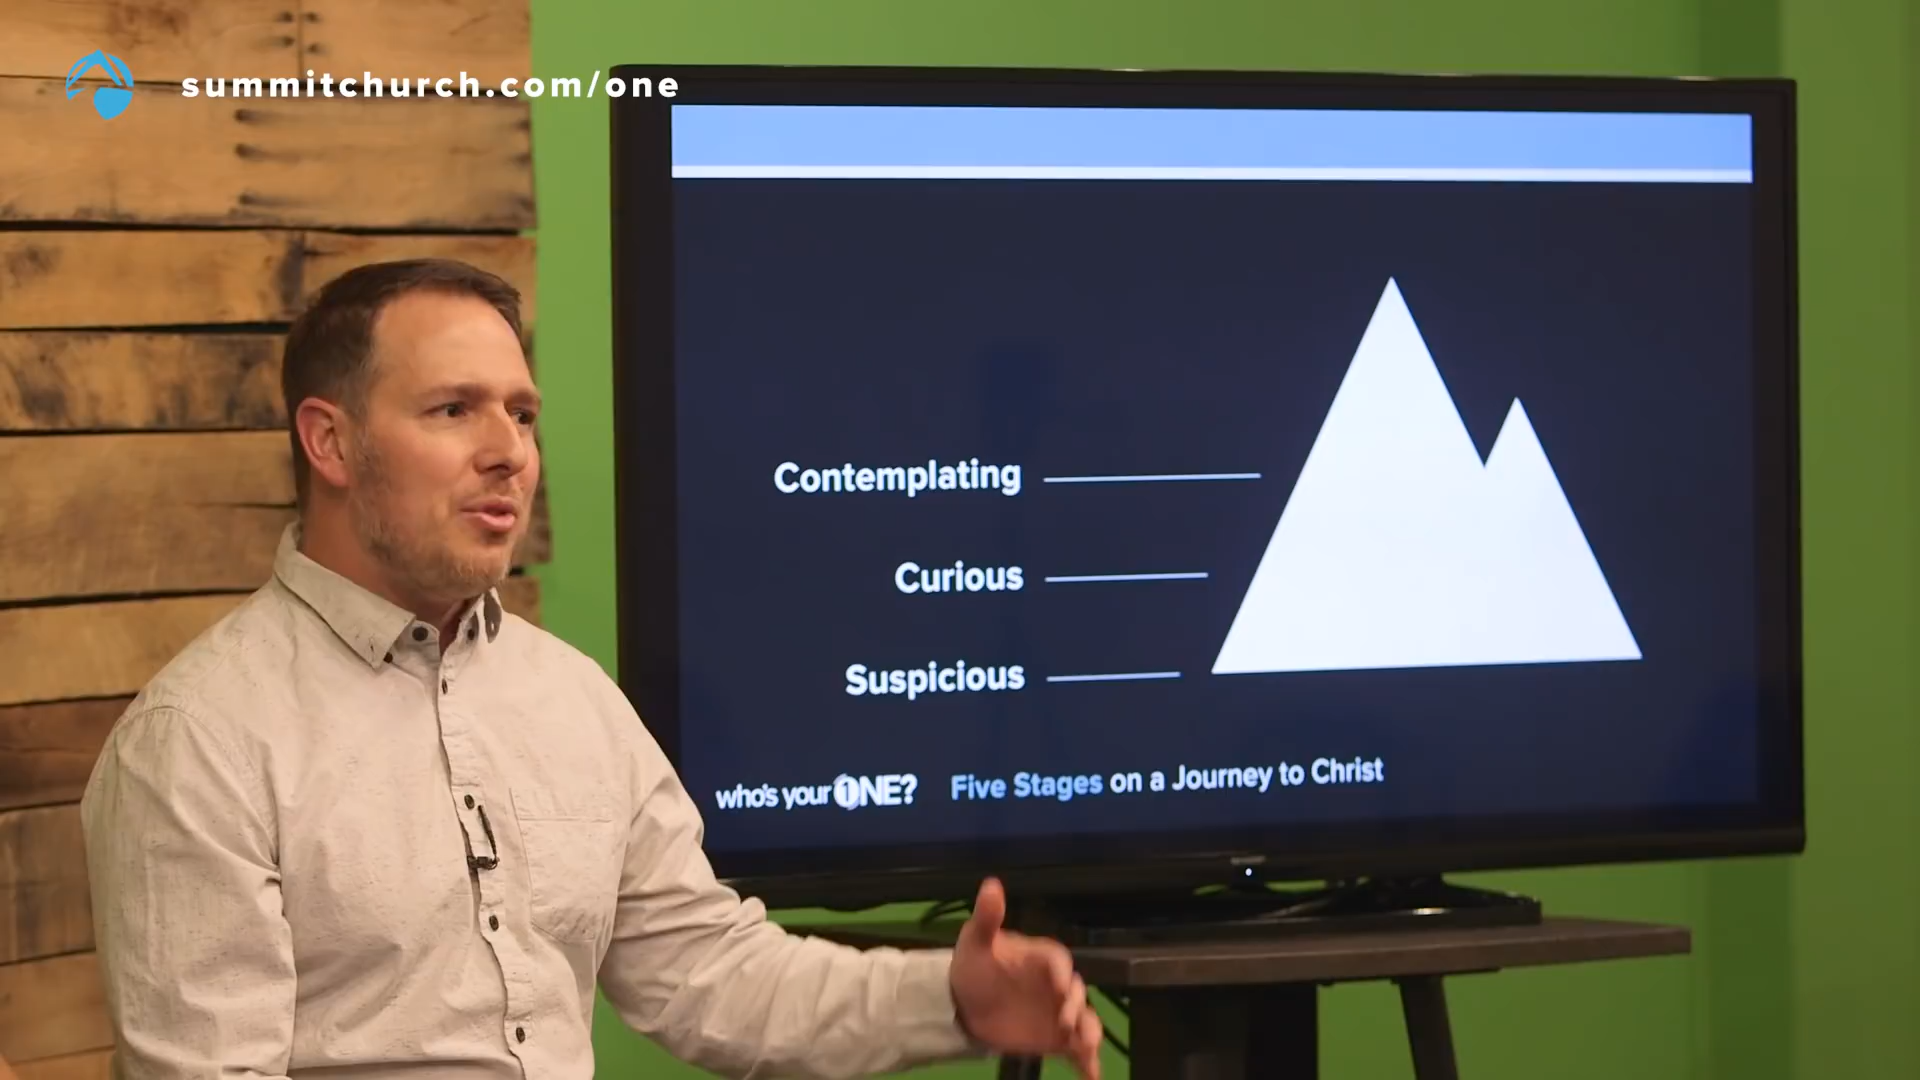 summitchurch.com/one
Contemplating
Curious
Suspicious
who's your ONE? Five Stages on a Journey to Christ